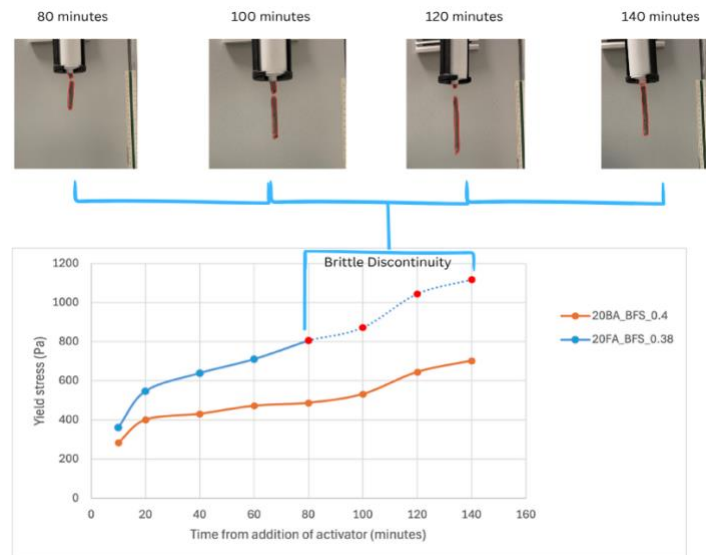 80 minutes
100 minutes
120 minutes
140 minutes
Brittle Discontinuity
1200
1000
800
600
400
200
0
Yield stress (Pa)
0 20 40 60 80 100 120 140 160
Time from addition of activator (minutes)
20BA_BFS_0.4
20FA_BFS_0.38